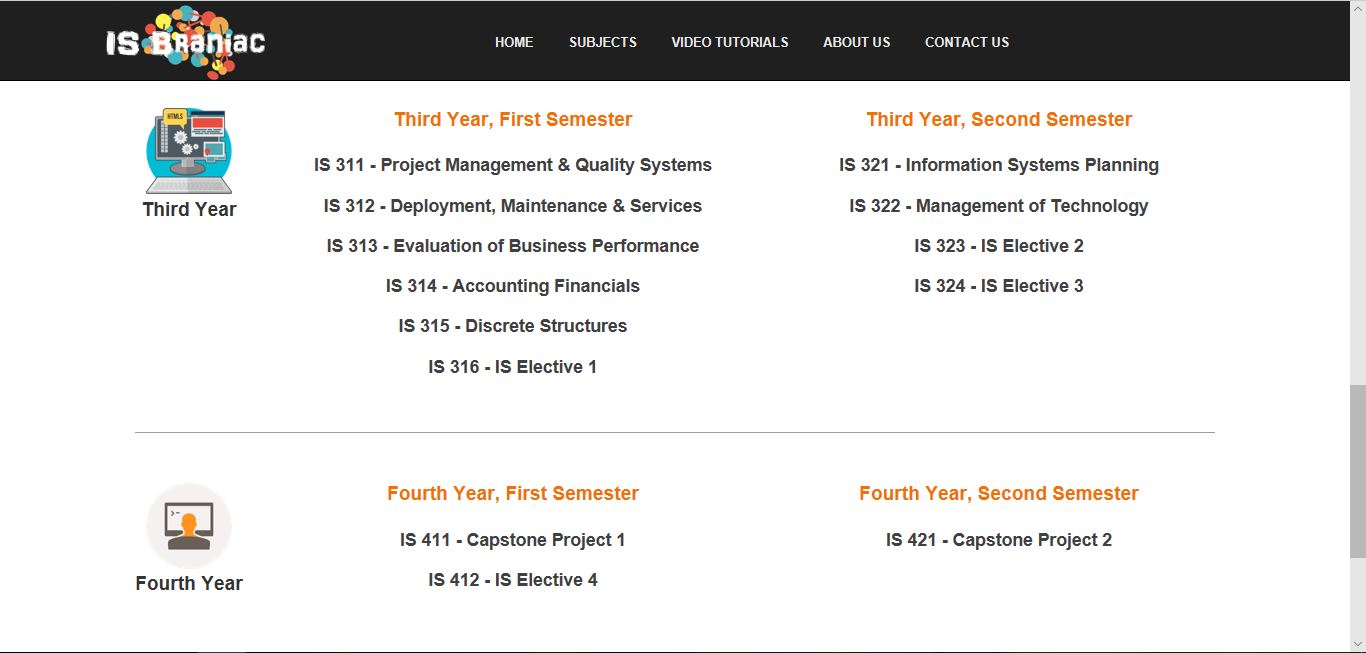 IS BRaniac
HOME SUBJECTS VIDEO TUTORIALS ABOUT US CONTACT US
HTML5
Third Year
Third Year, First Semester
IS 311 - Project Management & Quality Systems
IS 312 - Deployment, Maintenance & Services
IS 313 - Evaluation of Business Performance
IS 314 - Accounting Financials
IS 315 - Discrete Structures
IS 316 - IS Elective 1
Third Year, Second Semester
IS 321 - Information Systems Planning
IS 322 - Management of Technology
IS 323 - IS Elective 2
IS 324 - IS Elective 3
Fourth Year
Fourth Year, First Semester
IS 411 - Capstone Project 1
IS 412 - IS Elective 4
Fourth Year, Second Semester
IS 421 - Capstone Project 2